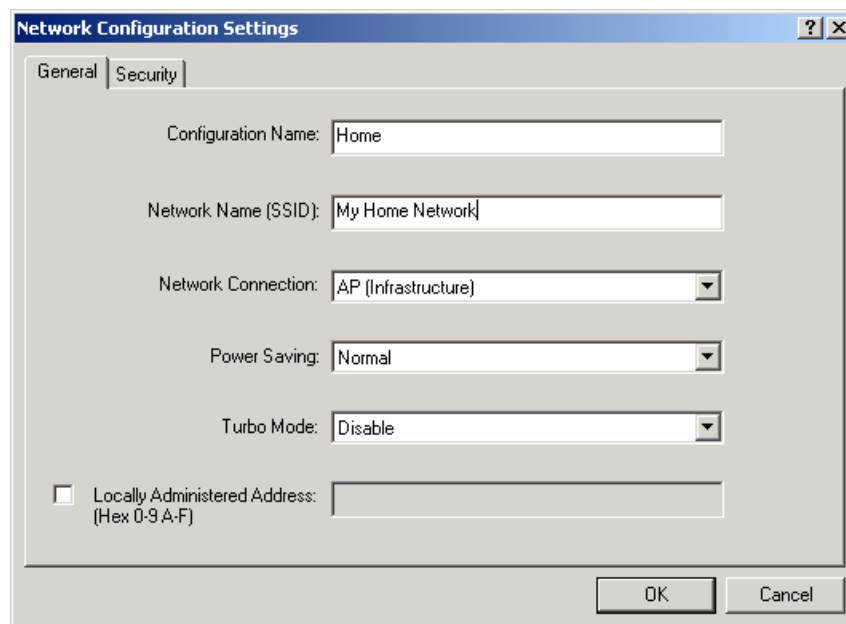 Network Configuration Settings
General
Security
Configuration Name: Home
Network Name (SSID): My Home Network
Network Connection: AP (Infrastructure)
Power Saving: Normal
Turbo Mode: Disable
Locally Administered Address:
(Hex 0-9 A-F)
OK
Cancel